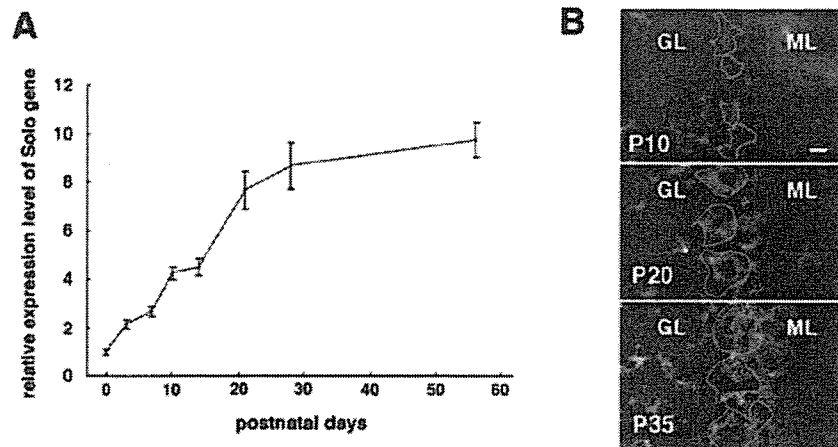 A
relative expression level of Solo gene
12
10
8
6
4
2
0
0 10 20 30 40 50 60
postnatal days
B
GL ML
P10
GL ML
P20
GL ML
P35